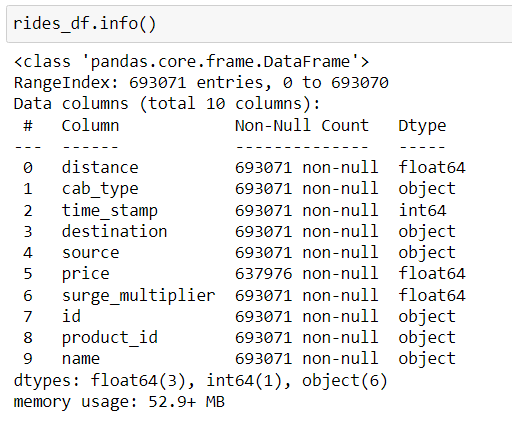 rides_df.info()
<class 'pandas.core.frame.DataFrame'>
RangeIndex: 693071 entries, 0 to 693070
Data columns (total 10 columns):
 #   Column            Non-Null Count   Dtype
---  ------            --------------   -----
 0   distance          693071 non-null  float64
 1   cab_type          693071 non-null  object
 2   time_stamp        693071 non-null  int64
 3   destination       693071 non-null  object
 4   source            693071 non-null  object
 5   price             637976 non-null  float64
 6   surge_multiplier  693071 non-null  float64
 7   id                693071 non-null  object
 8   product_id        693071 non-null  object
 9   name              693071 non-null  object
dtypes: float64(3), int64(1), object(6)
memory usage: 52.9+ MB